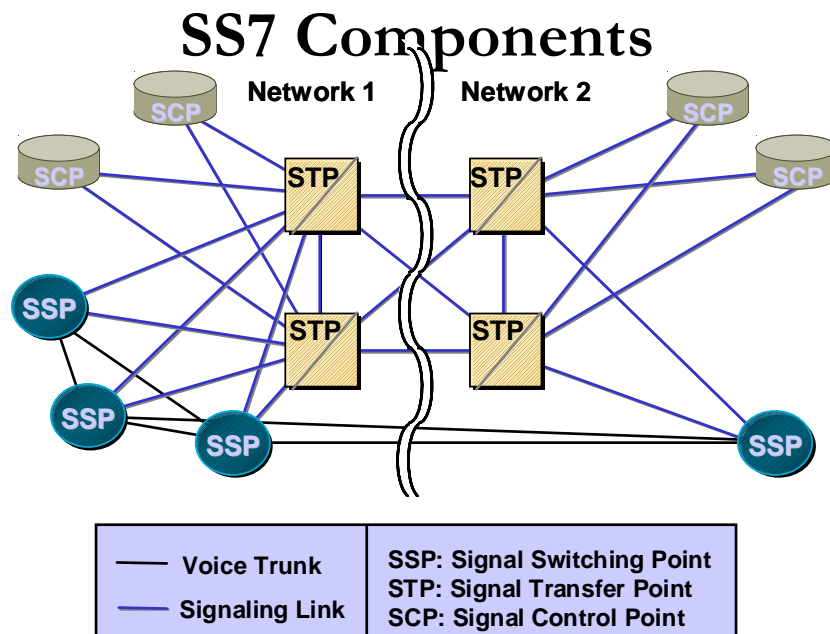 SS7 Components
Network 1
Network 2
SCP
SCP
SCP
SCP
STP
STP
SSP
STP
STP
SSP
SSP
SSP
Voice Trunk
Signaling Link
SSP: Signal Switching Point
STP: Signal Transfer Point
SCP: Signal Control Point